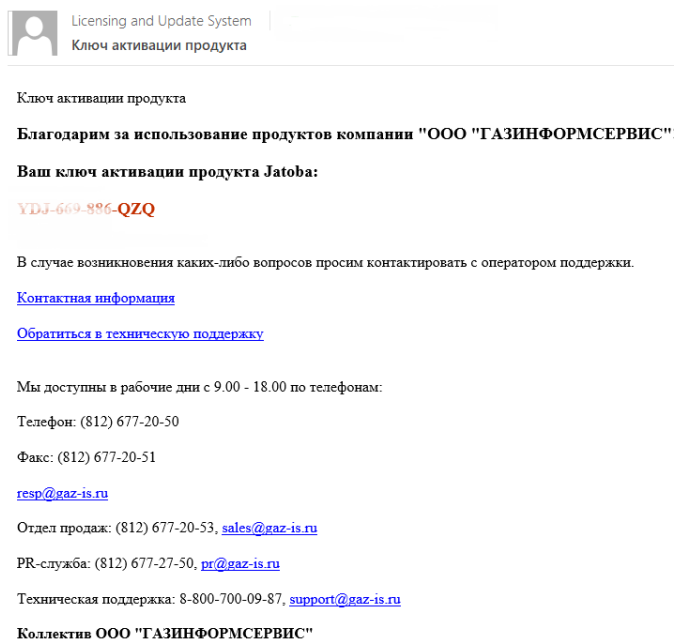 Licensing and Update System
Ключ активации продукта
Ключ активации продукта
Благодарим за использование продуктов компании "ООО "ГАЗИНФОРМСЕРВИС"!
Ваш ключ активации продукта Jatoba:
-QZQ
В случае возникновения каких-либо вопросов просим контактировать с оператором поддержки.
Контактная информация
Обратиться в техническую поддержку
Мы доступны в рабочие дни с 9.00 - 18.00 по телефонам:
Телефон: (812) 677-20-50
Факс: (812) 677-20-51
resp@gaz-is.ru
Отдел продаж: (812) 677-20-53, sales@gaz-is.ru
PR-служба: (812) 677-27-50, pr@gaz-is.ru
Техническая поддержка: 8-800-700-09-87, support@gaz-is.ru
Коллектив ООО "ГАЗИНФОРМСЕРВИС"